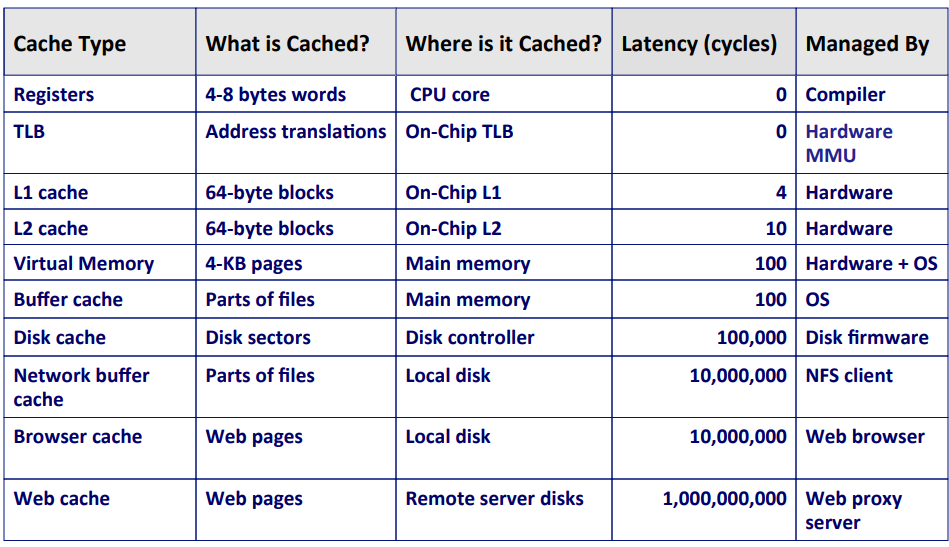 Cache Type What is Cached? Where is it Cached? Latency (cycles) Managed By
Registers 4-8 bytes words CPU core 0 Compiler
TLB Address translations On-Chip TLB 0 Hardware
MMU
L1 cache 64-byte blocks On-Chip L1 4 Hardware
L2 cache 64-byte blocks On-Chip L2 10 Hardware
Virtual Memory 4-KB pages Main memory 100 Hardware + OS
Buffer cache Parts of files Main memory 100 OS
Disk cache Disk sectors Disk controller 100,000 Disk firmware
Network buffer Parts of files Local disk 10,000,000 NFS client
cache
Browser cache Web pages Local disk 10,000,000 Web browser
Web cache Web pages Remote server disks 1,000,000,000 Web proxy
server